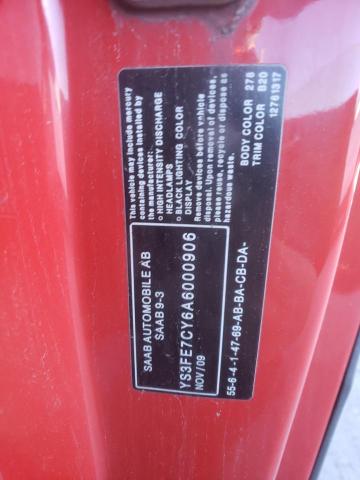 This vehicle may include mercury
containing devices installed by
the manufacturer:
○ HIGH INTENSITY DISCHARGE
HEADLAMPS
○ BLACK LIGHTING COLOR
DISPLAY
Remove devices before vehicle
disposal. Upon removal of devices,
please reuse, recycle or dispose as
hazardous waste.
BODY COLOR 276
TRIM COLOR B20
12761317
SAAB AUTOMOBILE AB
SAAB 9-3
YS3FE7CY6A6000906
NOV/09
55-6-4-1-47-69-AB-BA-CB-DA-